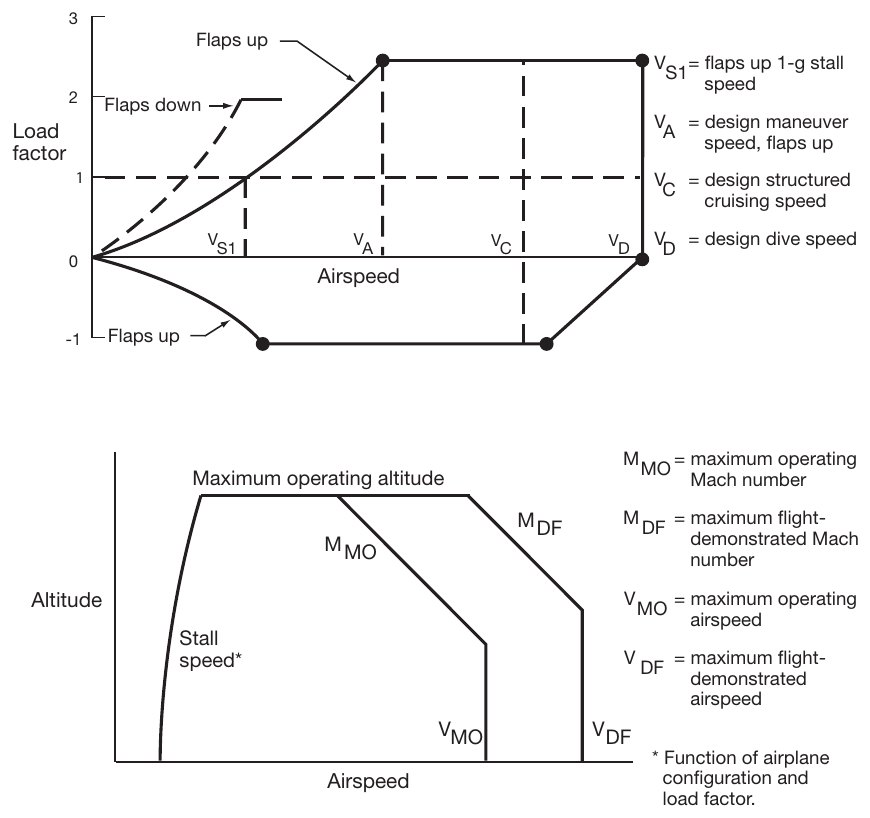 3
2
1
0
-1
Load
factor
Flaps up
Flaps down
Flaps up
VS1
VA
VC
VD
Airspeed
VS1 = flaps up 1-g stall
speed
VA = design maneuver
speed, flaps up
VC = design structured
cruising speed
VD = design dive speed
Maximum operating altitude
MMO
MDF
Altitude
Stall
speed*
VMO
VDF
Airspeed
MMO = maximum operating
Mach number
MDF = maximum flight-
demonstrated Mach
number
VMO = maximum operating
airspeed
VDF = maximum flight-
demonstrated
airspeed
* Function of airplane
configuration and
load factor.